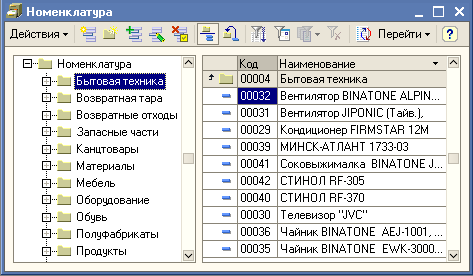 Номенклатура
Действия
Перейти
?
Номенклатура
Бытовая техника
Возвратная тара
Возвратные отходы
Запасные части
Канцтовары
Материалы
Мебель
Оборудование
Обувь
Полуфабрикаты
Продукты
Код Наименование
00004 Бытовая техника
00032 Вентилятор BINATONE ALPIN...
00031 Вентилятор JIPONIC (Тайв.),
00029 Кондиционер FIRMSTAR 12M
00039 МИНСК-АТЛАНТ 1733-03
00041 Соковыжималка BINATONE J...
00042 СТИНОЛ RF-305
00040 СТИНОЛ RF-370
00030 Телевизор "JVC"
00036 Чайник BINATONE AEJ-1001, ...
00035 Чайник BINATONE EWK-3000...